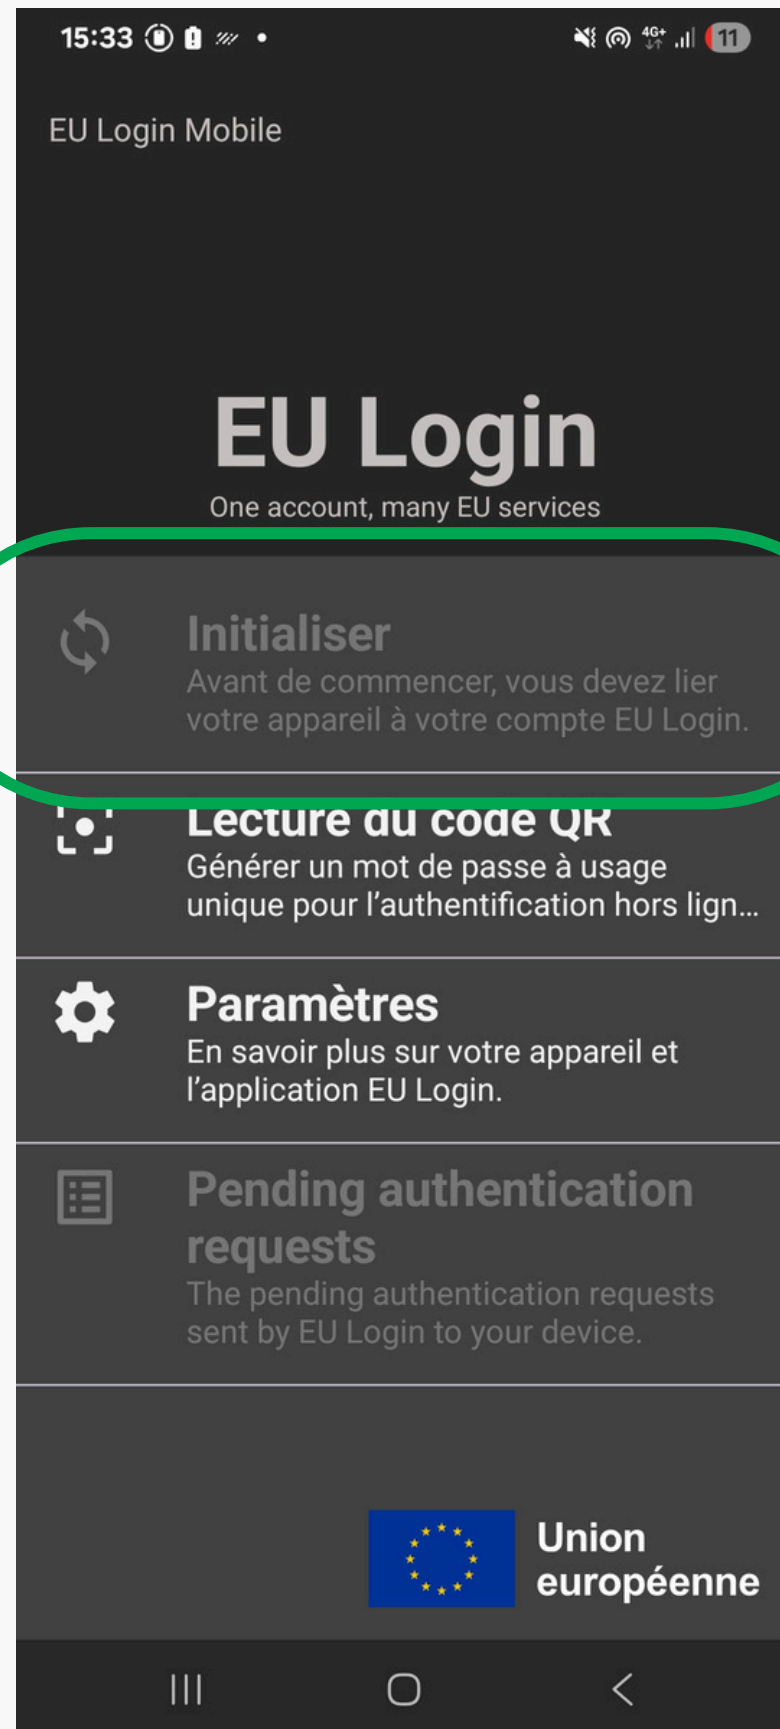 15:33
4G+
11
EU Login Mobile
EU Login
One account, many EU services
Initialiser
Avant de commencer, vous devez lier
votre appareil à votre compte EU Login.
Lecture du code QR
Générer un mot de passe à usage
unique pour l’authentification hors lign...
Paramètres
En savoir plus sur votre appareil et
l’application EU Login.
Pending authentication
requests
The pending authentication requests
sent by EU Login to your device.
Union
européenne